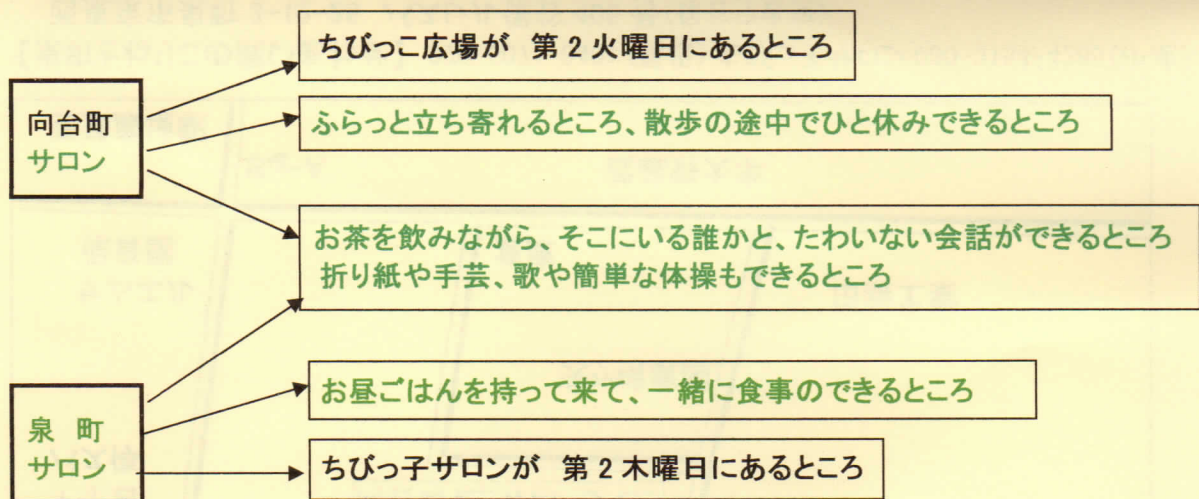 ちびっこ広場が 第2火曜日にあるところ
向台町
サロン
ふらっと立ち寄れるところ、散歩の途中でひと休みできるところ
お茶を飲みながら、そこにいる誰かと、たわいない会話ができるところ
折り紙や手芸、歌や簡単な体操もできるところ
お昼ごはんを持って来て、一緒に食事のできるところ
泉 町
サロン
ちびっ子サロンが 第2木曜日にあるところ